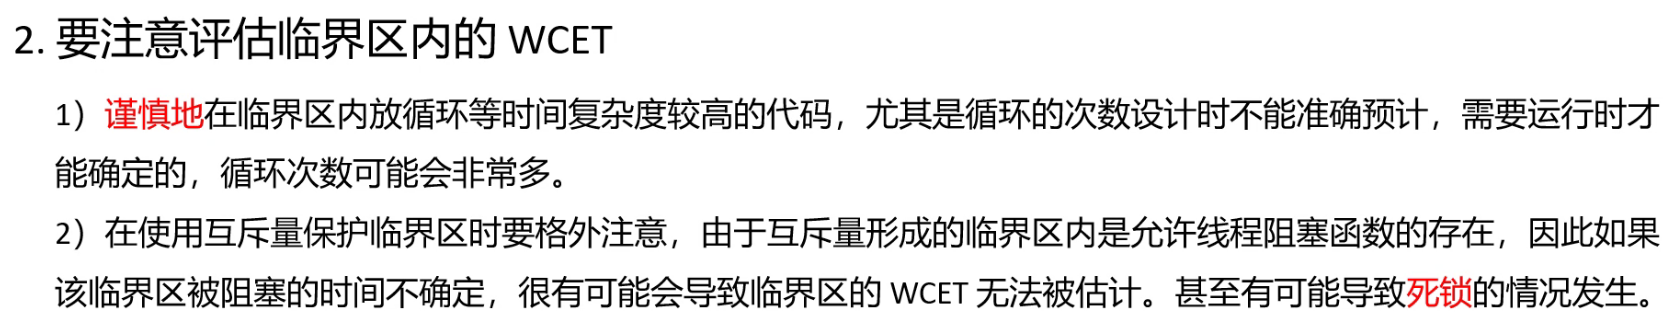 2. 要注意评估临界区内的 WCET
1）谨慎地在临界区内放循环等时间复杂度较高的代码，尤其是循环的次数设计时不能准确预计，需要运行时才
能确定的，循环次数可能会非常多。
2）在使用互斥量保护临界区时要格外注意，由于互斥量形成的临界区内是允许线程阻塞函数的存在，因此如果
该临界区被阻塞的时间不确定，很有可能会导致临界区的 WCET 无法被估计。甚至有可能导致死锁的情况发生。